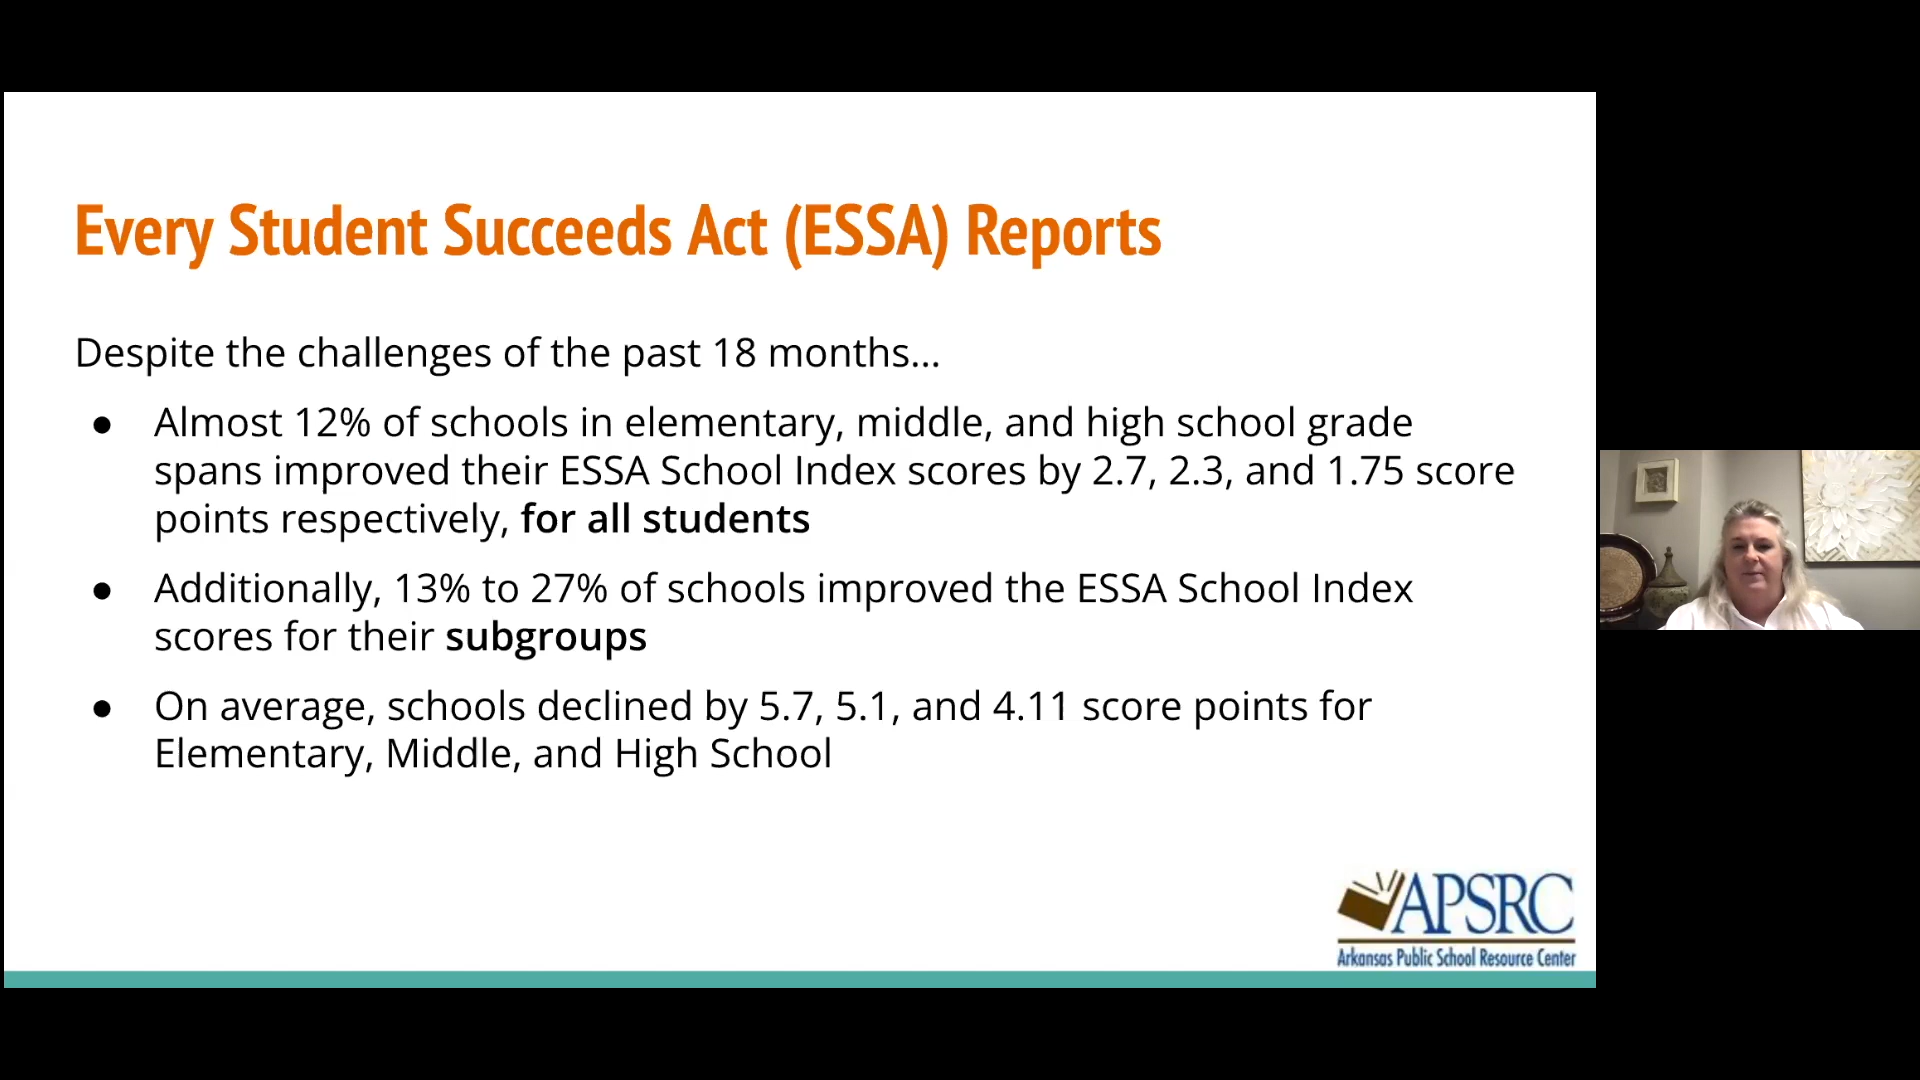 Every Student Succeeds Act (ESSA) Reports
Despite the challenges of the past 18 months...
● Almost 12% of schools in elementary, middle, and high school grade
spans improved their ESSA School Index scores by 2.7, 2.3, and 1.75 score
points respectively, for all students
● Additionally, 13% to 27% of schools improved the ESSA School Index
scores for their subgroups
● On average, schools declined by 5.7, 5.1, and 4.11 score points for
Elementary, Middle, and High School
APSRC
Arkansas Public School Resource Center